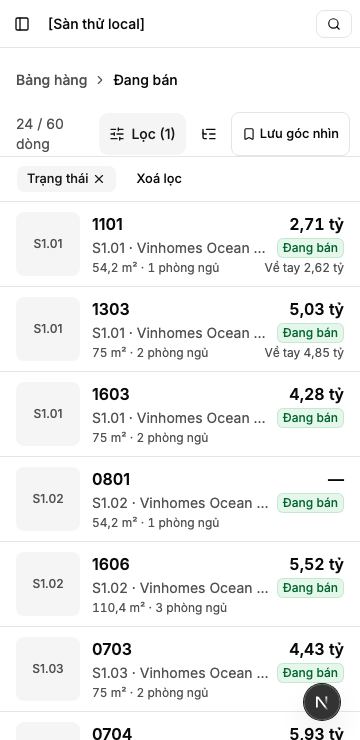 [Sàn thử local]
Bảng hàng > Đang bán
24 / 60
dòng
Lọc (1)
Lưu góc nhìn
Trạng thái ×
Xoá lọc
S1.01
1101
2,71 tỷ
S1.01 · Vinhomes Ocean ...
Đang bán
54,2 m² · 1 phòng ngủ
Về tay 2,62 tỷ
S1.01
1303
5,03 tỷ
S1.01 · Vinhomes Ocean ...
Đang bán
75 m² · 2 phòng ngủ
Về tay 4,85 tỷ
S1.01
1603
4,28 tỷ
S1.01 · Vinhomes Ocean ...
Đang bán
75 m² · 2 phòng ngủ
S1.02
0801
—
S1.02 · Vinhomes Ocean ...
Đang bán
54,2 m² · 1 phòng ngủ
S1.02
1606
5,52 tỷ
S1.02 · Vinhomes Ocean ...
Đang bán
110,4 m² · 3 phòng ngủ
S1.03
0703
4,43 tỷ
S1.03 · Vinhomes Ocean ...
Đang bán
75 m² · 2 phòng ngủ
N
0704
5,93 tỷ